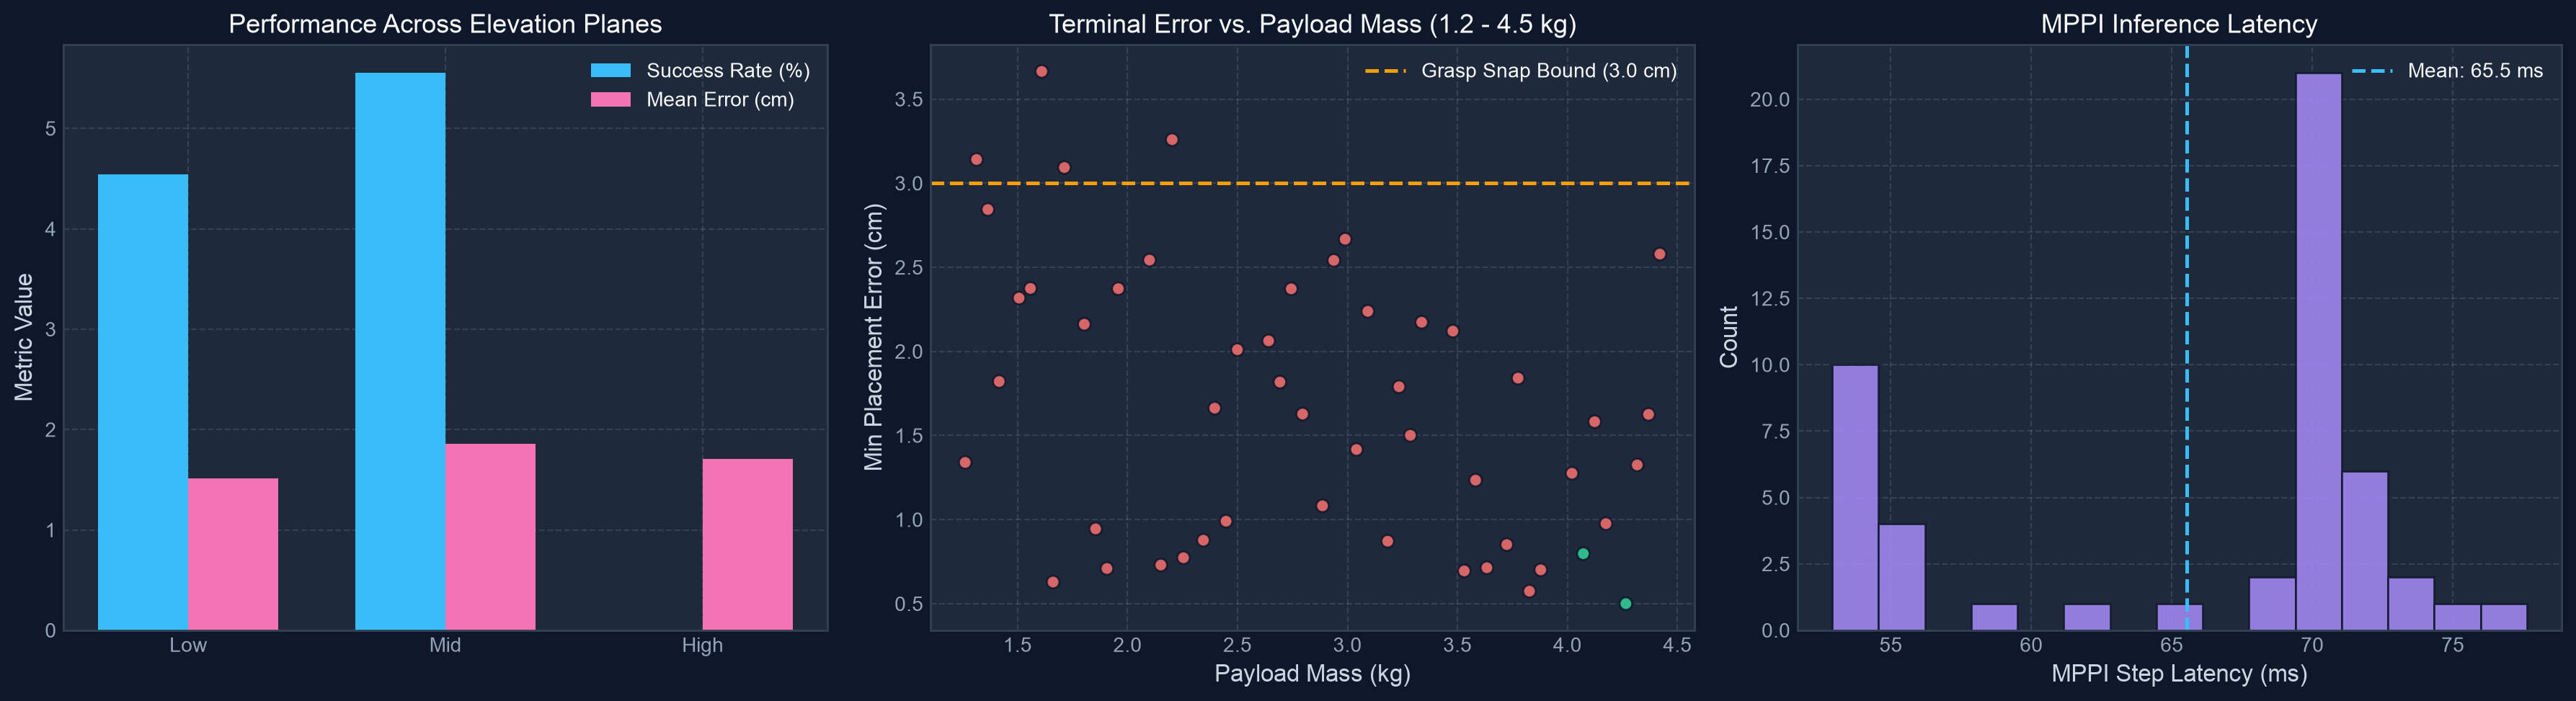 Performance Across Elevation Planes
Success Rate (%)
Mean Error (cm)
Metric Value
5
4
3
2
1
0
Low Mid High
Terminal Error vs. Payload Mass (1.2 - 4.5 kg)
Grasp Snap Bound (3.0 cm)
Min Placement Error (cm)
3.5
3.0
2.5
2.0
1.5
1.0
0.5
1.5 2.0 2.5 3.0 3.5 4.0 4.5
Payload Mass (kg)
MPPI Inference Latency
Mean: 65.5 ms
Count
20.0
17.5
15.0
12.5
10.0
7.5
5.0
2.5
0.0
55 60 65 70 75
MPPI Step Latency (ms)